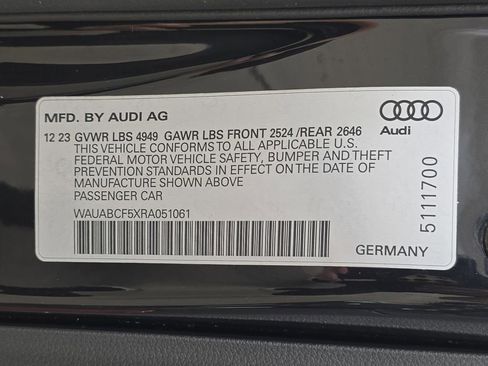 MFD. BY AUDI AG
12 23 GVWR LBS 4949 GAWR LBS FRONT 2524 /REAR 2646
THIS VEHICLE CONFORMS TO ALL APPLICABLE U.S.
FEDERAL MOTOR VEHICLE SAFETY, BUMPER AND THEFT
PREVENTION STANDARDS IN EFFECT ON THE DATE OF
MANUFACTURE SHOWN ABOVE
PASSENGER CAR
WAUABCF5XRA051061
Audi
5111700
GERMANY